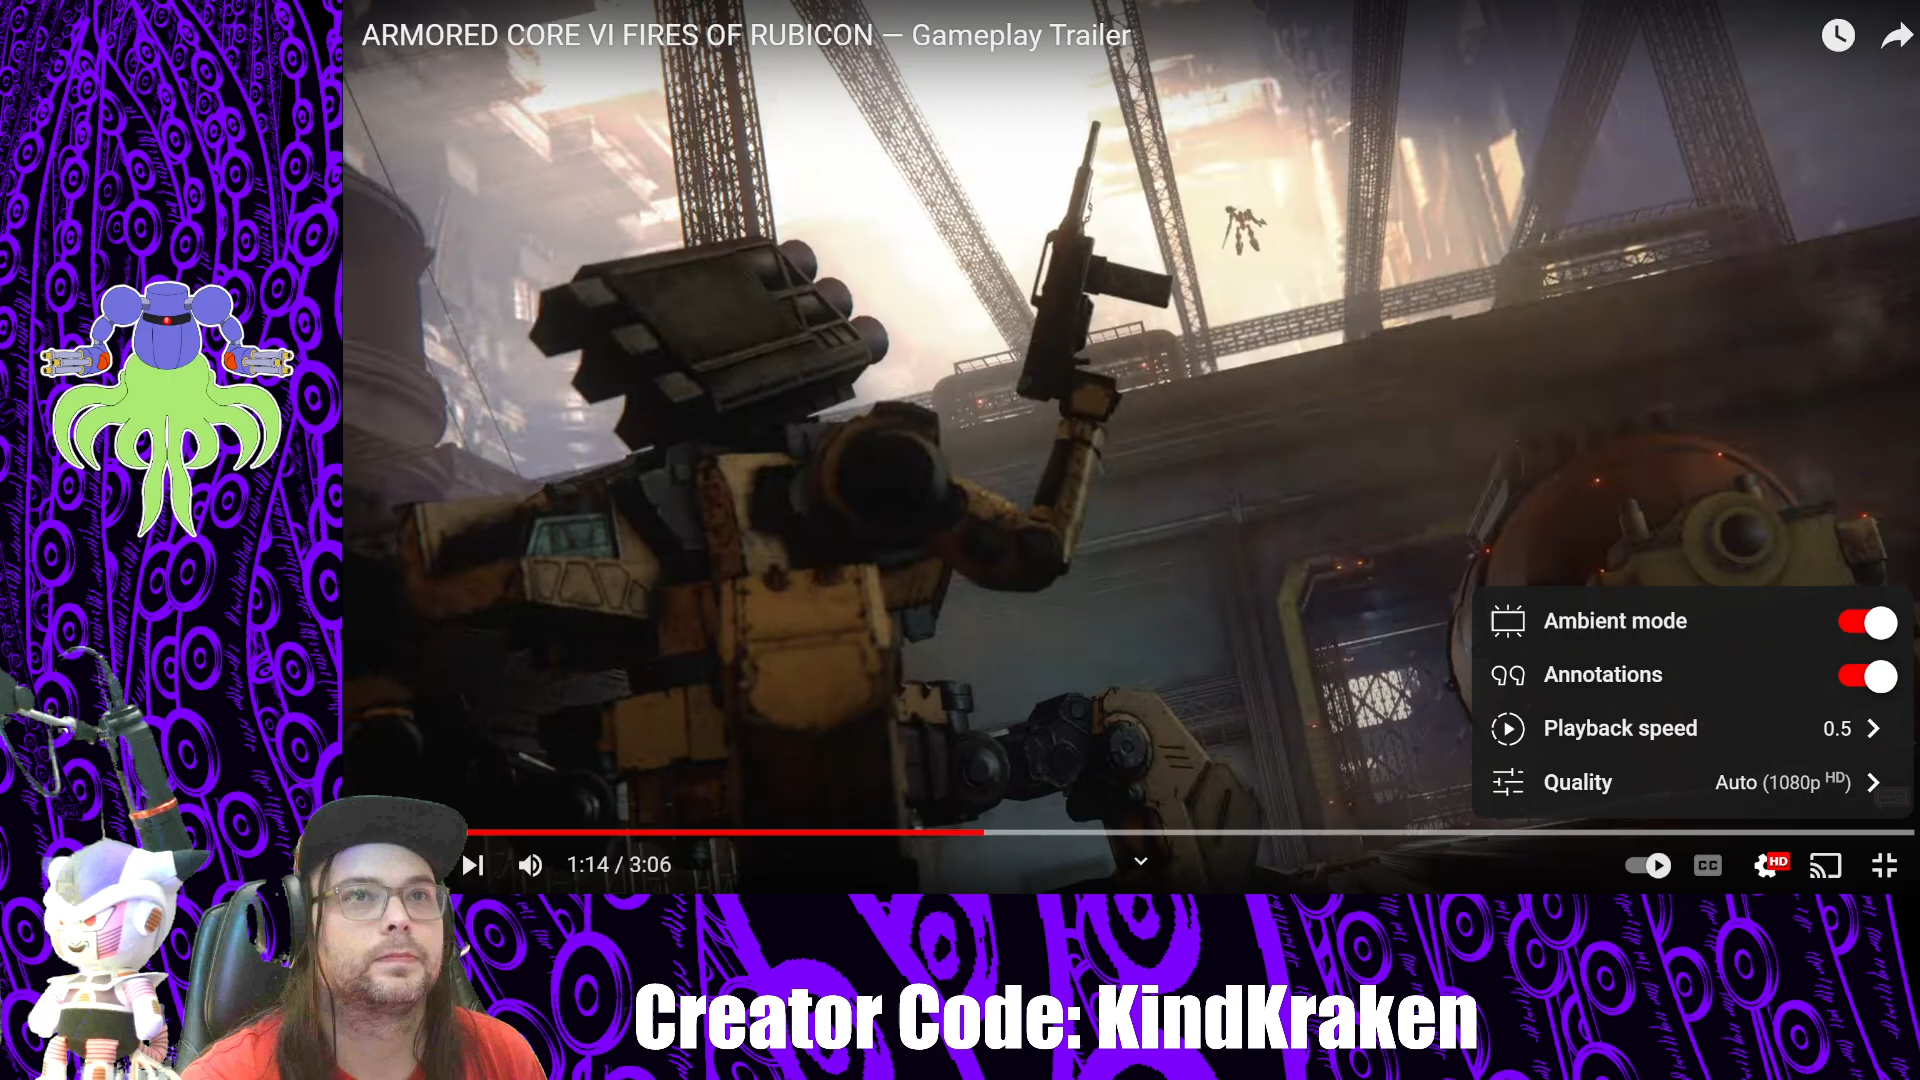 ARMORED CORE VI FIRES OF RUBICON — Gameplay Trailer
Ambient mode
Annotations
Playback speed 0.5
Quality Auto (1080p HD)
1:14 / 3:06
CC
HD
Creator Code: KindKraken